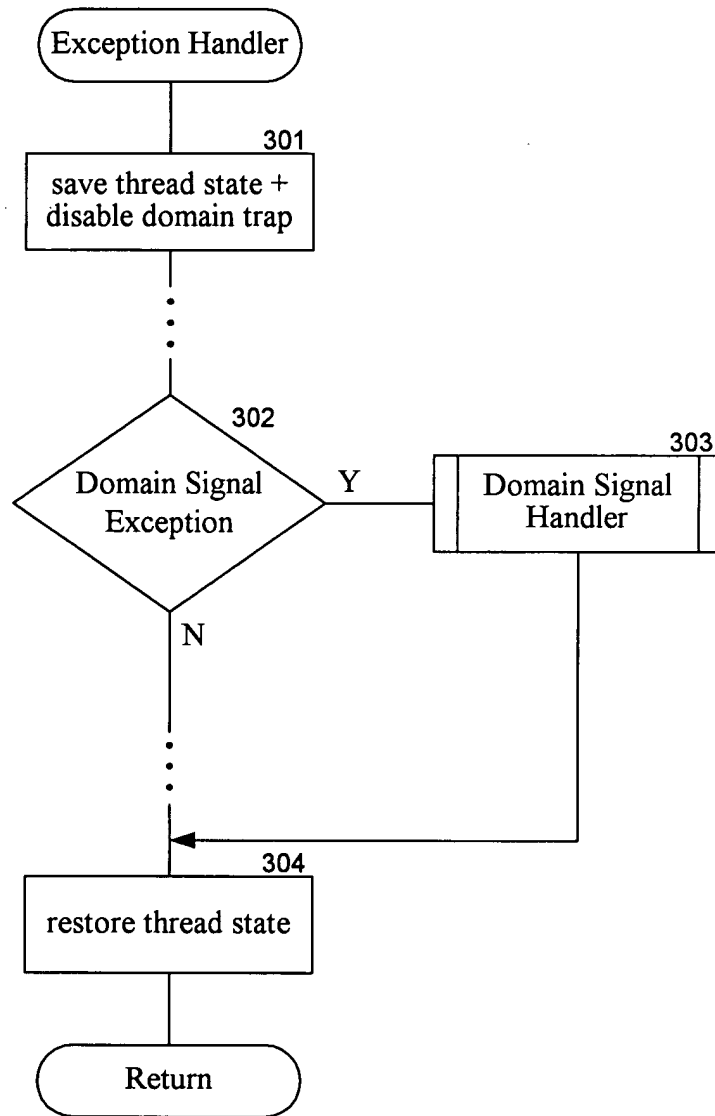 Exception Handler
301
save thread state +
disable domain trap
302
Domain Signal
Exception
Y
303
Domain Signal
Handler
N
304
restore thread state
Return